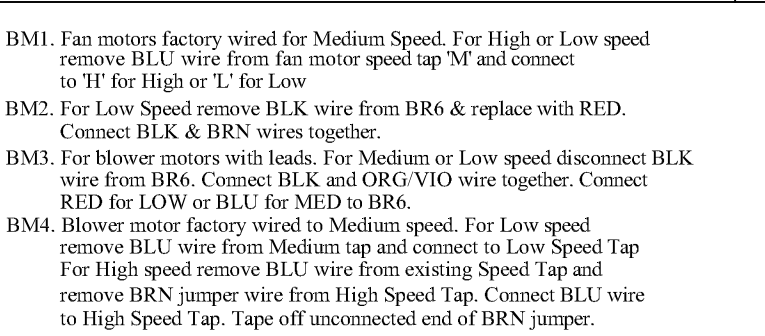 BM1. Fan motors factory wired for Medium Speed. For High or Low speed
remove BLU wire from fan motor speed tap 'M' and connect
to 'H' for High or 'L' for Low
BM2. For Low Speed remove BLK wire from BR6 & replace with RED.
Connect BLK & BRN wires together.
BM3. For blower motors with leads. For Medium or Low speed disconnect BLK
wire from BR6. Connect BLK and ORG/VIO wire together. Connect
RED for LOW or BLU for MED to BR6.
BM4. Blower motor factory wired to Medium speed. For Low speed
remove BLU wire from Medium tap and connect to Low Speed Tap
For High speed remove BLU wire from existing Speed Tap and
remove BRN jumper wire from High Speed Tap. Connect BLU wire
to High Speed Tap. Tape off unconnected end of BRN jumper.